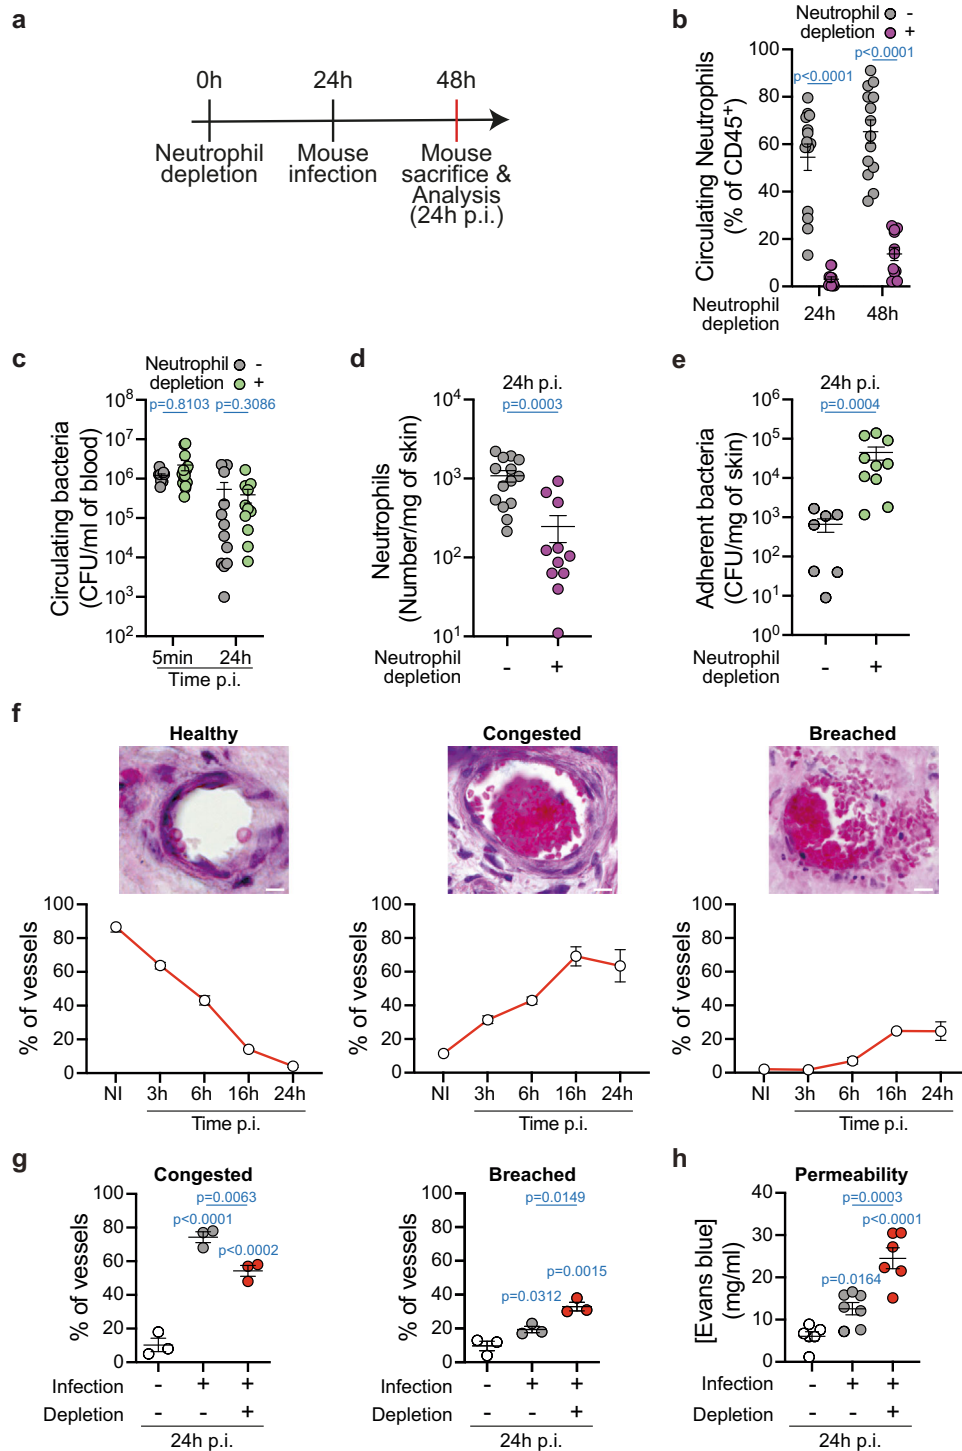 a
0h
24h
48h
Neutrophil
depletion
Mouse
infection
Mouse
sacrifice &
Analysis
(24h p.i.)
b
Neutrophil -
depletion +
Circulating Neutrophils
(% of CD45+)
100
80
60
40
20
0
p<0.0001
p<0.0001
Neutrophil
depletion
24h
48h
c
Neutrophil -
depletion +
Circulating bacteria
(CFU/ml of blood)
10^8
10^7
10^6
10^5
10^4
10^3
10^2
p=0.8103
p=0.3086
5min
24h
Time p.i.
d
24h p.i.
p=0.0003
Neutrophils
(Number/mg of skin)
10^4
10^3
10^2
10^1
Neutrophil
depletion
- +
e
24h p.i.
p=0.0004
Adherent bacteria
(CFU/mg of skin)
10^6
10^5
10^4
10^3
10^2
10^1
10^0
Neutrophil
depletion
- +
f
Healthy
% of vessels
100
80
60
40
20
0
NI 3h 6h 16h 24h
Time p.i.
Congested
% of vessels
100
80
60
40
20
0
NI 3h 6h 16h 24h
Time p.i.
Breached
% of vessels
100
80
60
40
20
0
NI 3h 6h 16h 24h
Time p.i.
g
Congested
% of vessels
100
80
60
40
20
0
p=0.0063
p<0.0001
p<0.0002
Infection - + +
Depletion - - +
24h p.i.
Breached
% of vessels
100
80
60
40
20
0
p=0.0149
p=0.0015
p=0.0312
- + +
- - +
24h p.i.
h
Permeability
[Evans blue]
(mg/ml)
40
30
20
10
0
p=0.0003
p<0.0001
p=0.0164
Infection - + +
Depletion - - +
24h p.i.